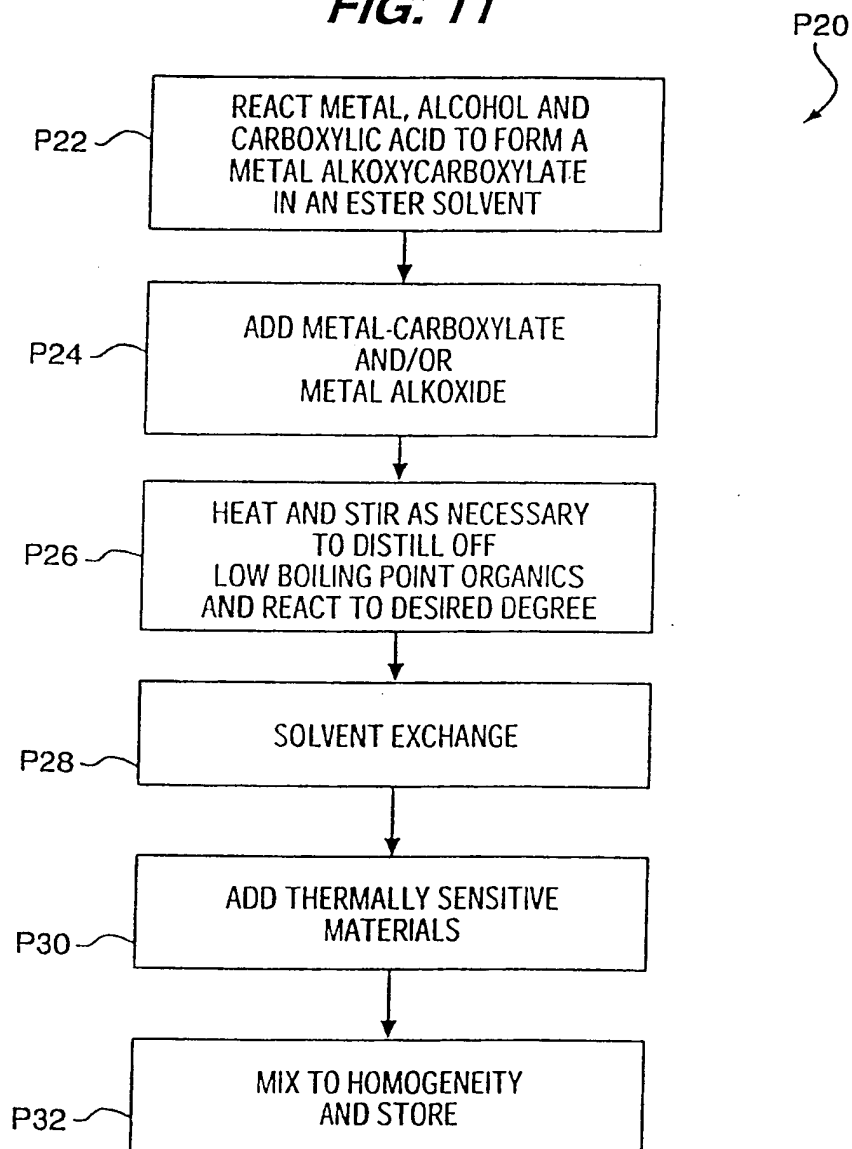 FIG. 11
P20
P22
REACT METAL, ALCOHOL AND
CARBOXYLIC ACID TO FORM A
METAL ALKOXYCARBOXYLATE
IN AN ESTER SOLVENT
P24
ADD METAL-CARBOXYLATE
AND/OR
METAL ALKOXIDE
P26
HEAT AND STIR AS NECESSARY
TO DISTILL OFF
LOW BOILING POINT ORGANICS
AND REACT TO DESIRED DEGREE
P28
SOLVENT EXCHANGE
P30
ADD THERMALLY SENSITIVE
MATERIALS
P32
MIX TO HOMOGENEITY
AND STORE